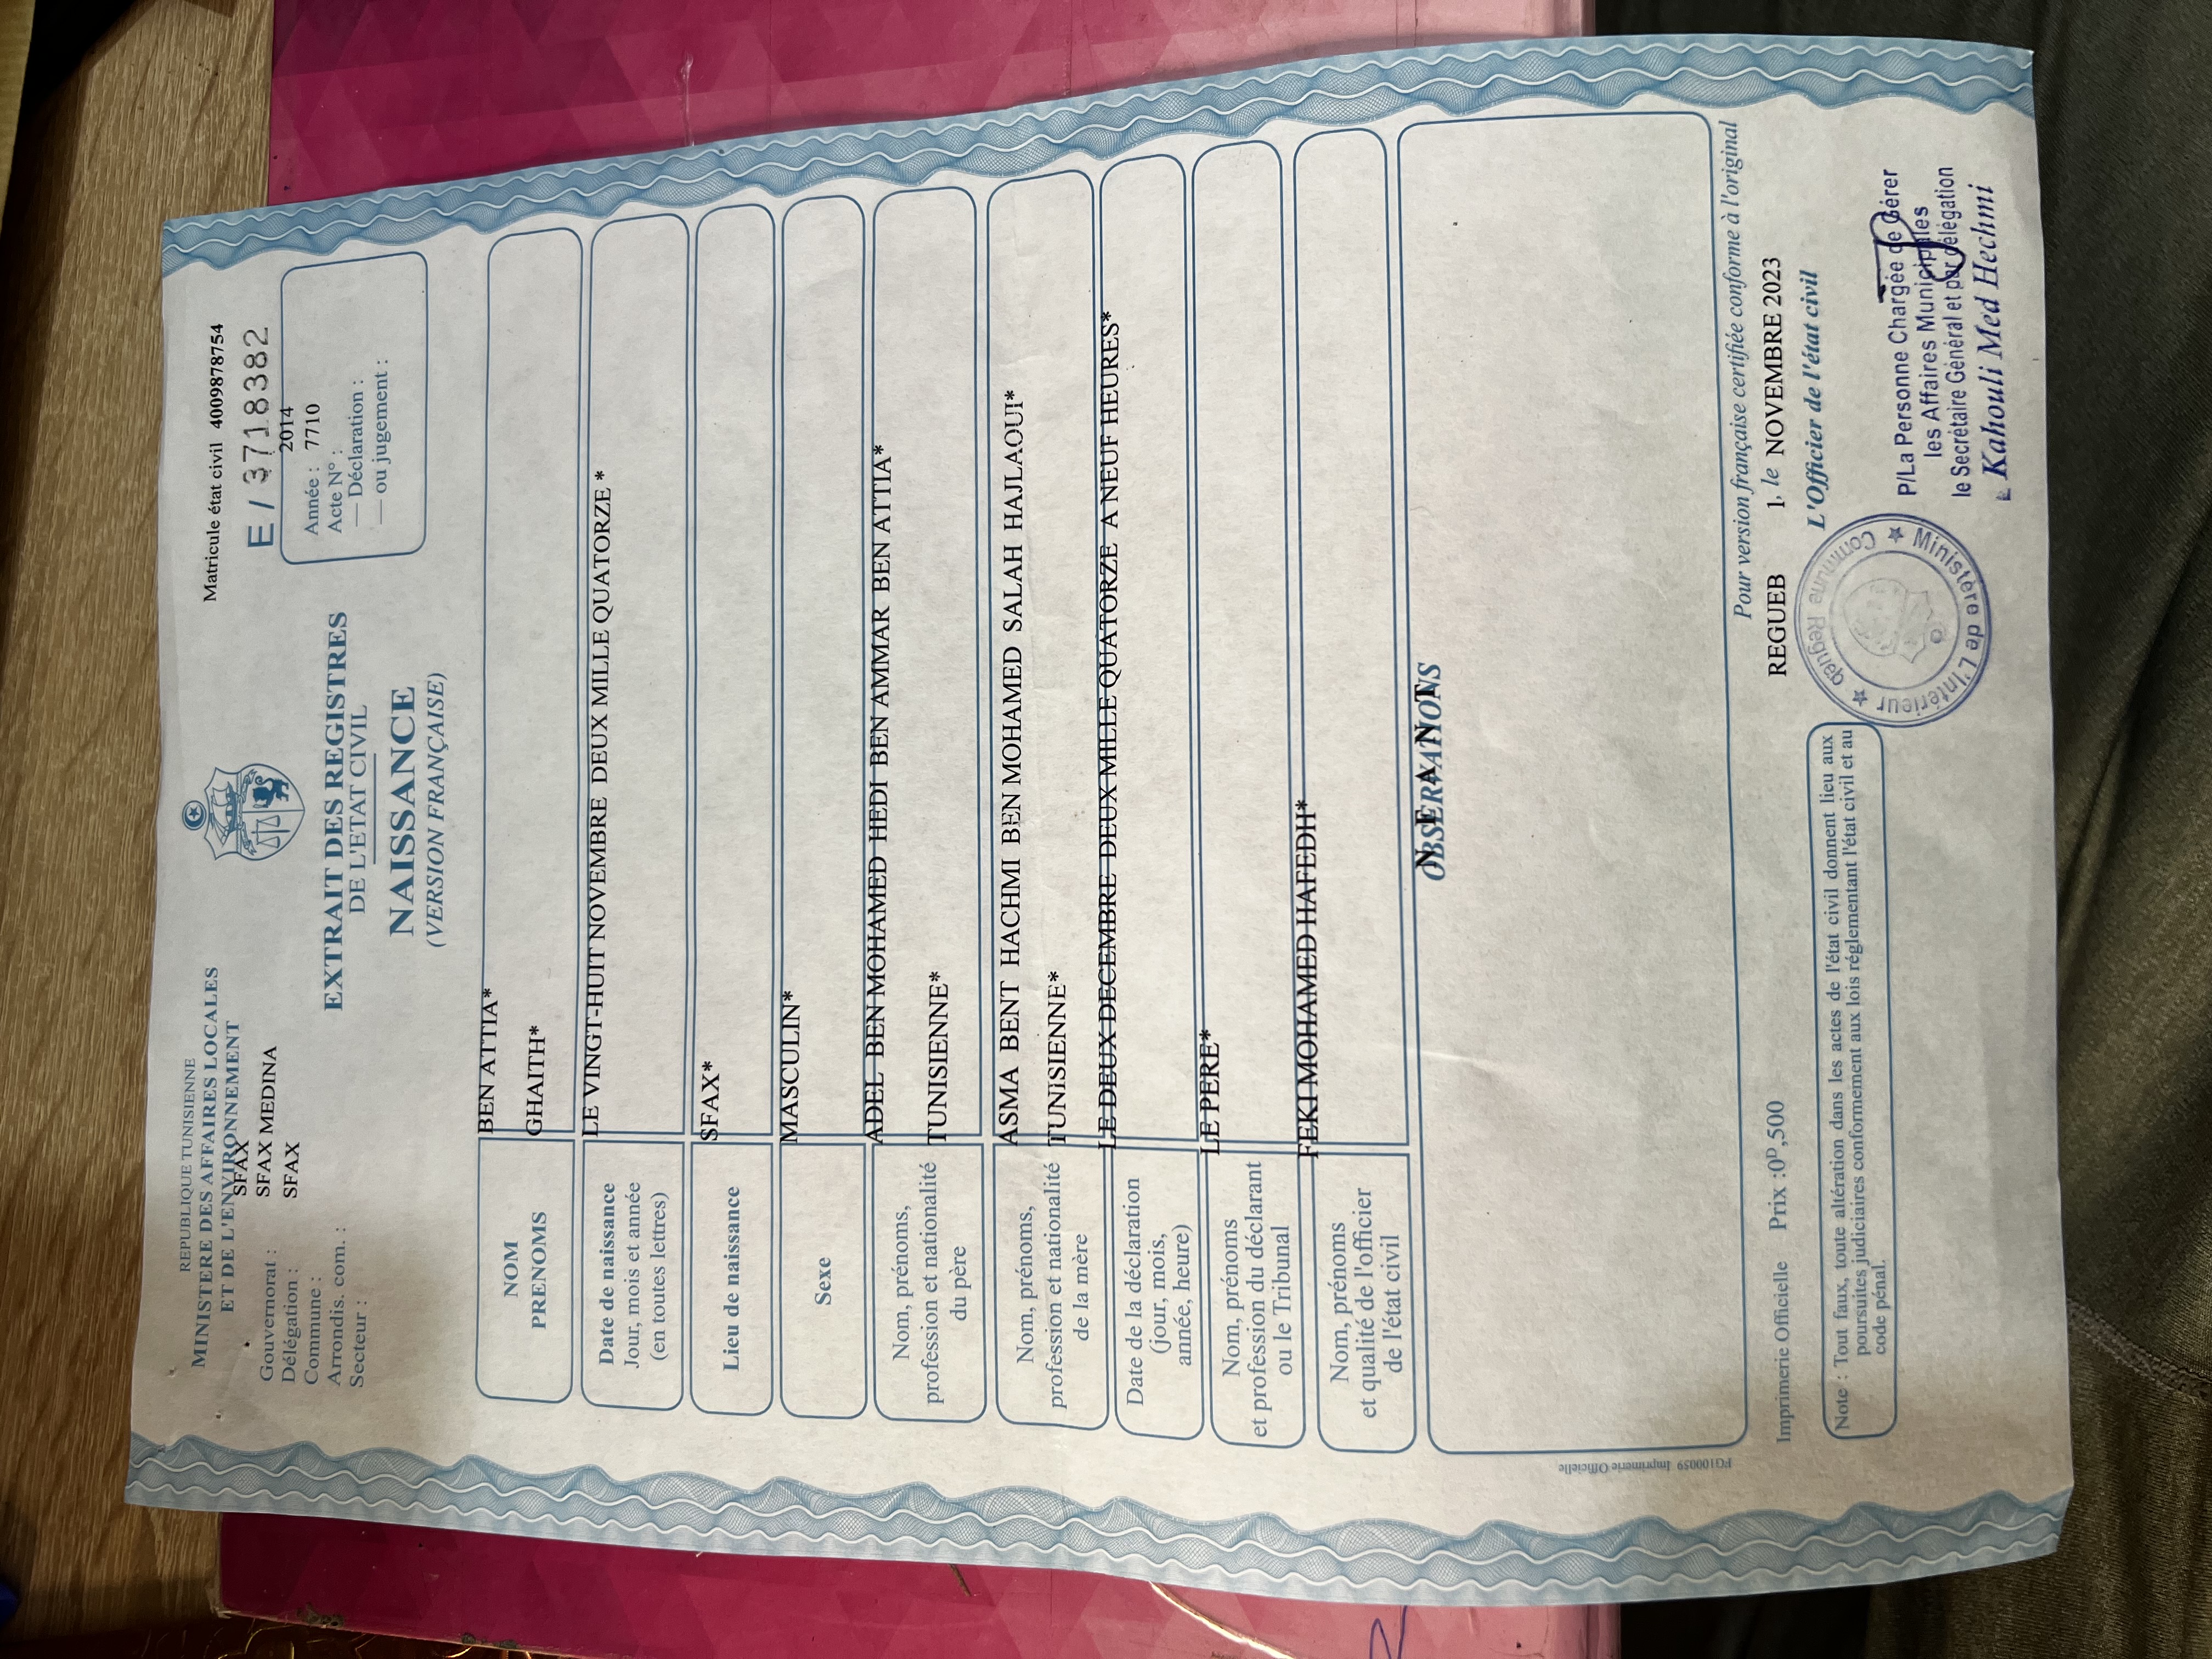 REPUBLIQUE TUNISIENNE
MINISTERE DES AFFAIRES LOCALES
ET DE L'ENVIRONNEMENT
SFAX
Gouvernorat : SFAX MEDINA
Délégation : SFAX
Commune :
Arrondis. com. :
Secteur :
EXTRAIT DES REGISTRES
DE L'ETAT CIVIL
NAISSANCE
(VERSION FRANÇAISE)
Matricule état civil 4009878754
E / 3718382
2014
Année : 7710
Acte N° :
— Déclaration :
— ou jugement :
NOM
PRENOMS
BEN ATTIA*
GHAITH*
Date de naissance
Jour, mois et année
(en toutes lettres)
LE VINGT-HUIT NOVEMBRE DEUX MILLE QUATORZE *
Lieu de naissance
SFAX*
Sexe
MASCULIN*
Nom, prénoms,
profession et nationalité
du père
ADEL BEN MOHAMED HEDI BEN AMMAR BEN ATTIA*
TUNISIENNE*
Nom, prénoms,
profession et nationalité
de la mère
ASMA BENT HACHMI BEN MOHAMED SALAH HAJLAOUI*
TUNiSIENNE*
Date de la déclaration
(jour, mois,
année, heure)
LE DEUX DECEMBRE DEUX MILLE QUATORZE A NEUF HEURES*
Nom, prénoms
et profession du déclarant
ou le Tribunal
LE PERE*
Nom, prénoms
et qualité de l'officier
de l'état civil
FEKI MOHAMED HAFEDH*
OBSERVATIONS
PG100059 Imprimerie Officielle
Pour version française certifiée conforme à l'original
Imprimerie Officielle Prix :0ᴰ,500
REGUEB 1, le NOVEMBRE 2023
L'Officier de l'état civil
Note : Tout faux, toute altération dans les actes de l'état civil donnent lieu aux
poursuites judiciaires conformement aux lois réglementant l'état civil et au
code pénal.
Ministère de L'Intérieur
Commune Regueb
P/La Personne Chargée de Gérer
les Affaires Municipales
le Secrétaire Général et par délégation
Kahouli Med Hechmi